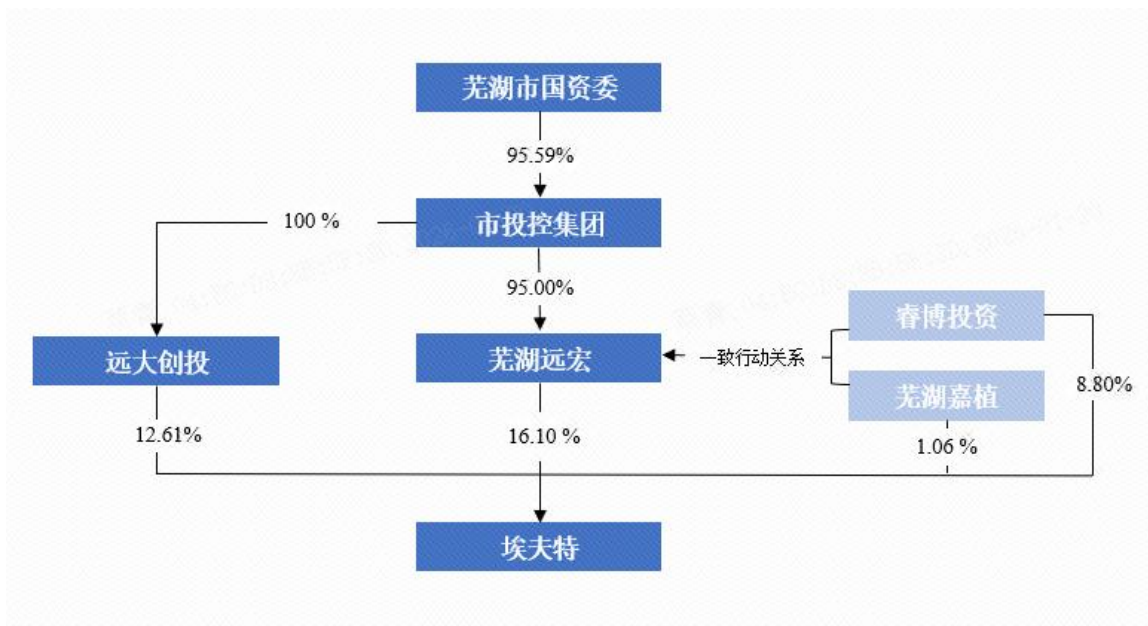 芜湖市国资委
95.59%
100 %
市投控集团
95.00%
睿博投资
远大创投
芜湖远宏
一致行动关系
8.80%
芜湖嘉植
12.61%
16.10 %
1.06 %
埃夫特